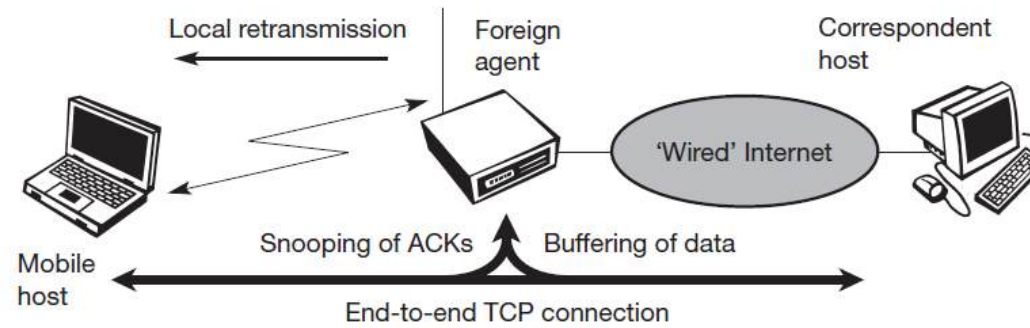 Local retransmission
Foreign
agent
Correspondent
host
'Wired' Internet
Snooping of ACKs
Buffering of data
Mobile
host
End-to-end TCP connection